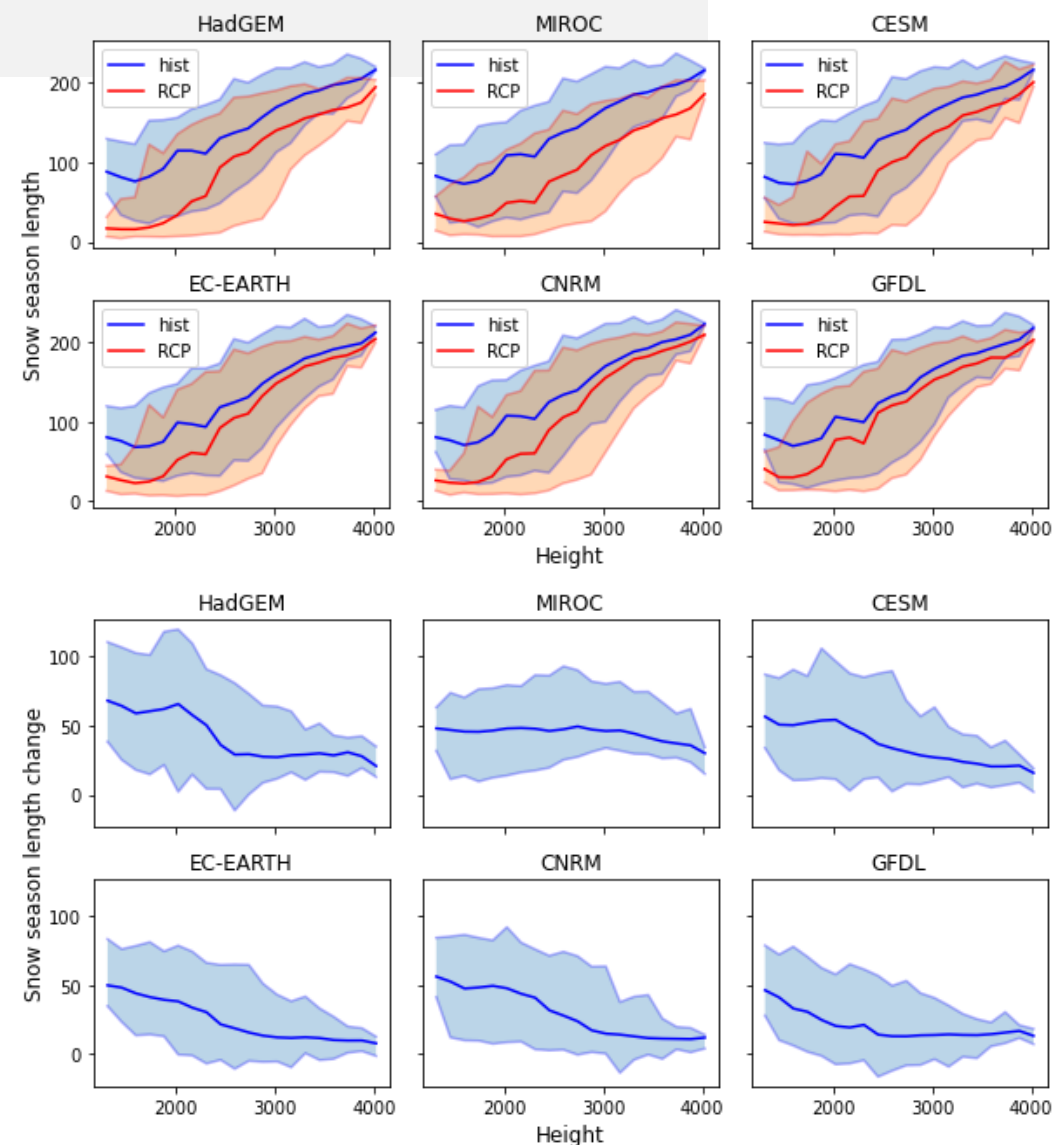 HadGEM MIROC CESM
hist hist hist
200 RCP RCP RCP
100
0
EC-EARTH CNRM GFDL
hist hist hist
200 RCP RCP RCP
100
0
2000 3000 4000 2000 3000 4000 2000 3000 4000
Snow season length
Height
HadGEM MIROC CESM
100
50
0
EC-EARTH CNRM GFDL
100
50
0
2000 3000 4000 2000 3000 4000 2000 3000 4000
Snow season length change
Height